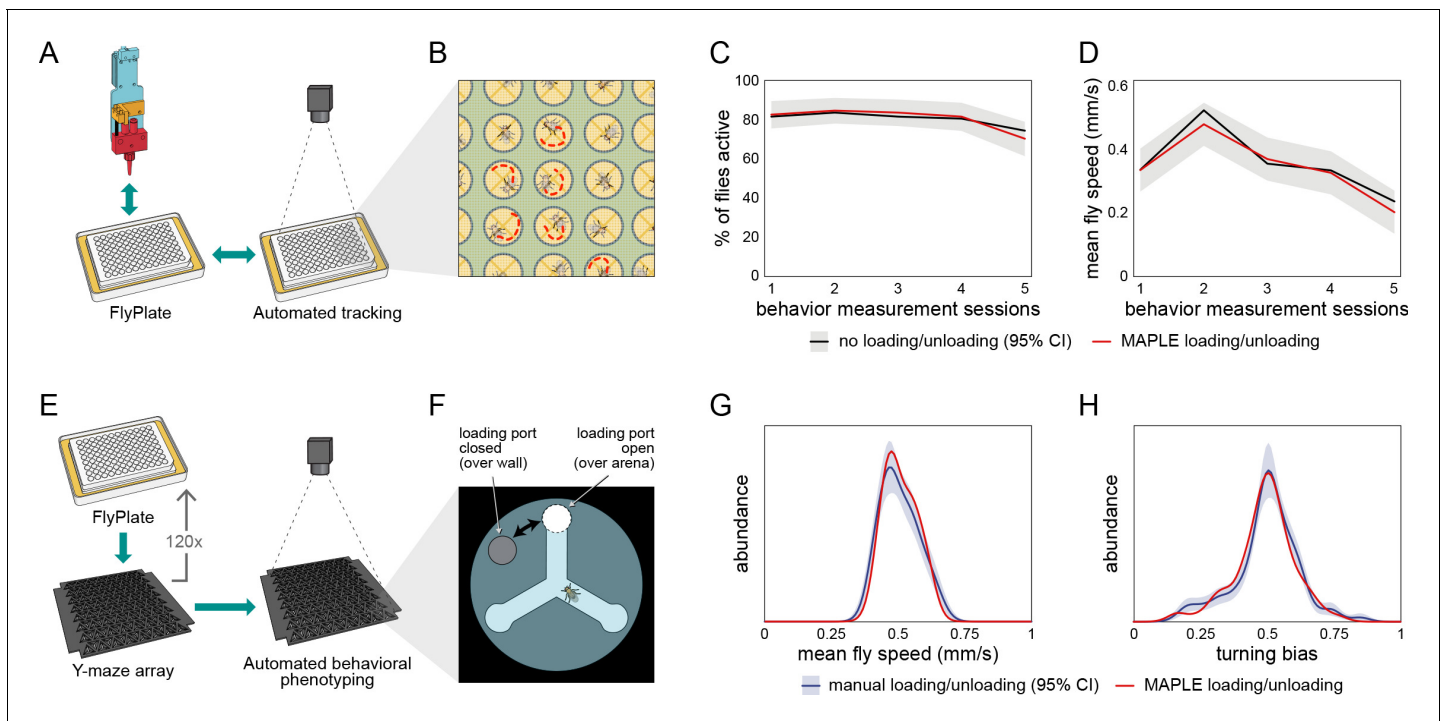 A
FlyPlate
Automated tracking
B
C
% of flies active
100
80
60
40
20
0
1 2 3 4 5
behavior measurement sessions
D
mean fly speed (mm/s)
0.6
0.4
0.2
0
1 2 3 4 5
behavior measurement sessions
no loading/unloading (95% CI)
MAPLE loading/unloading
E
FlyPlate
120x
Y-maze array
Automated behavioral
phenotyping
F
loading port
closed
(over wall)
loading port
open
(over arena)
G
abundance
0 0.25 0.5 0.75 1
mean fly speed (mm/s)
H
abundance
0 0.25 0.5 0.75 1
turning bias
manual loading/unloading (95% CI)
MAPLE loading/unloading